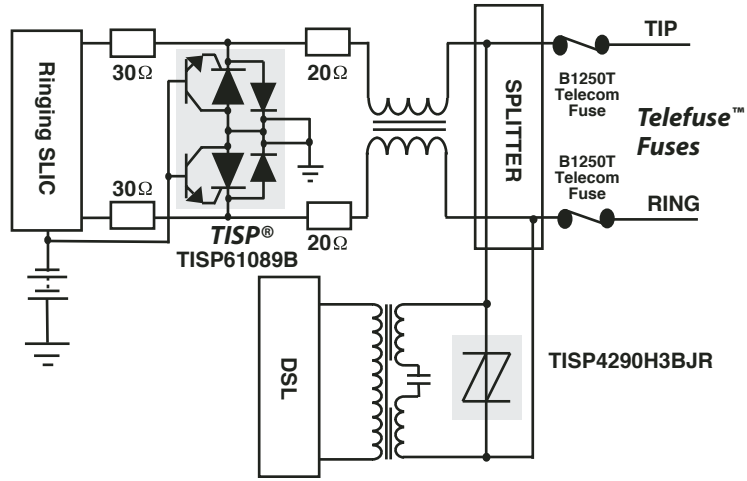 TIP
30Ω
20Ω
B1250T
Telecom
Fuse
Ringing SLIC
SPLITTER
Telefuse™
Fuses
B1250T
Telecom
Fuse
30Ω
RING
20Ω
TISP®
TISP61089B
DSL
TISP4290H3BJR